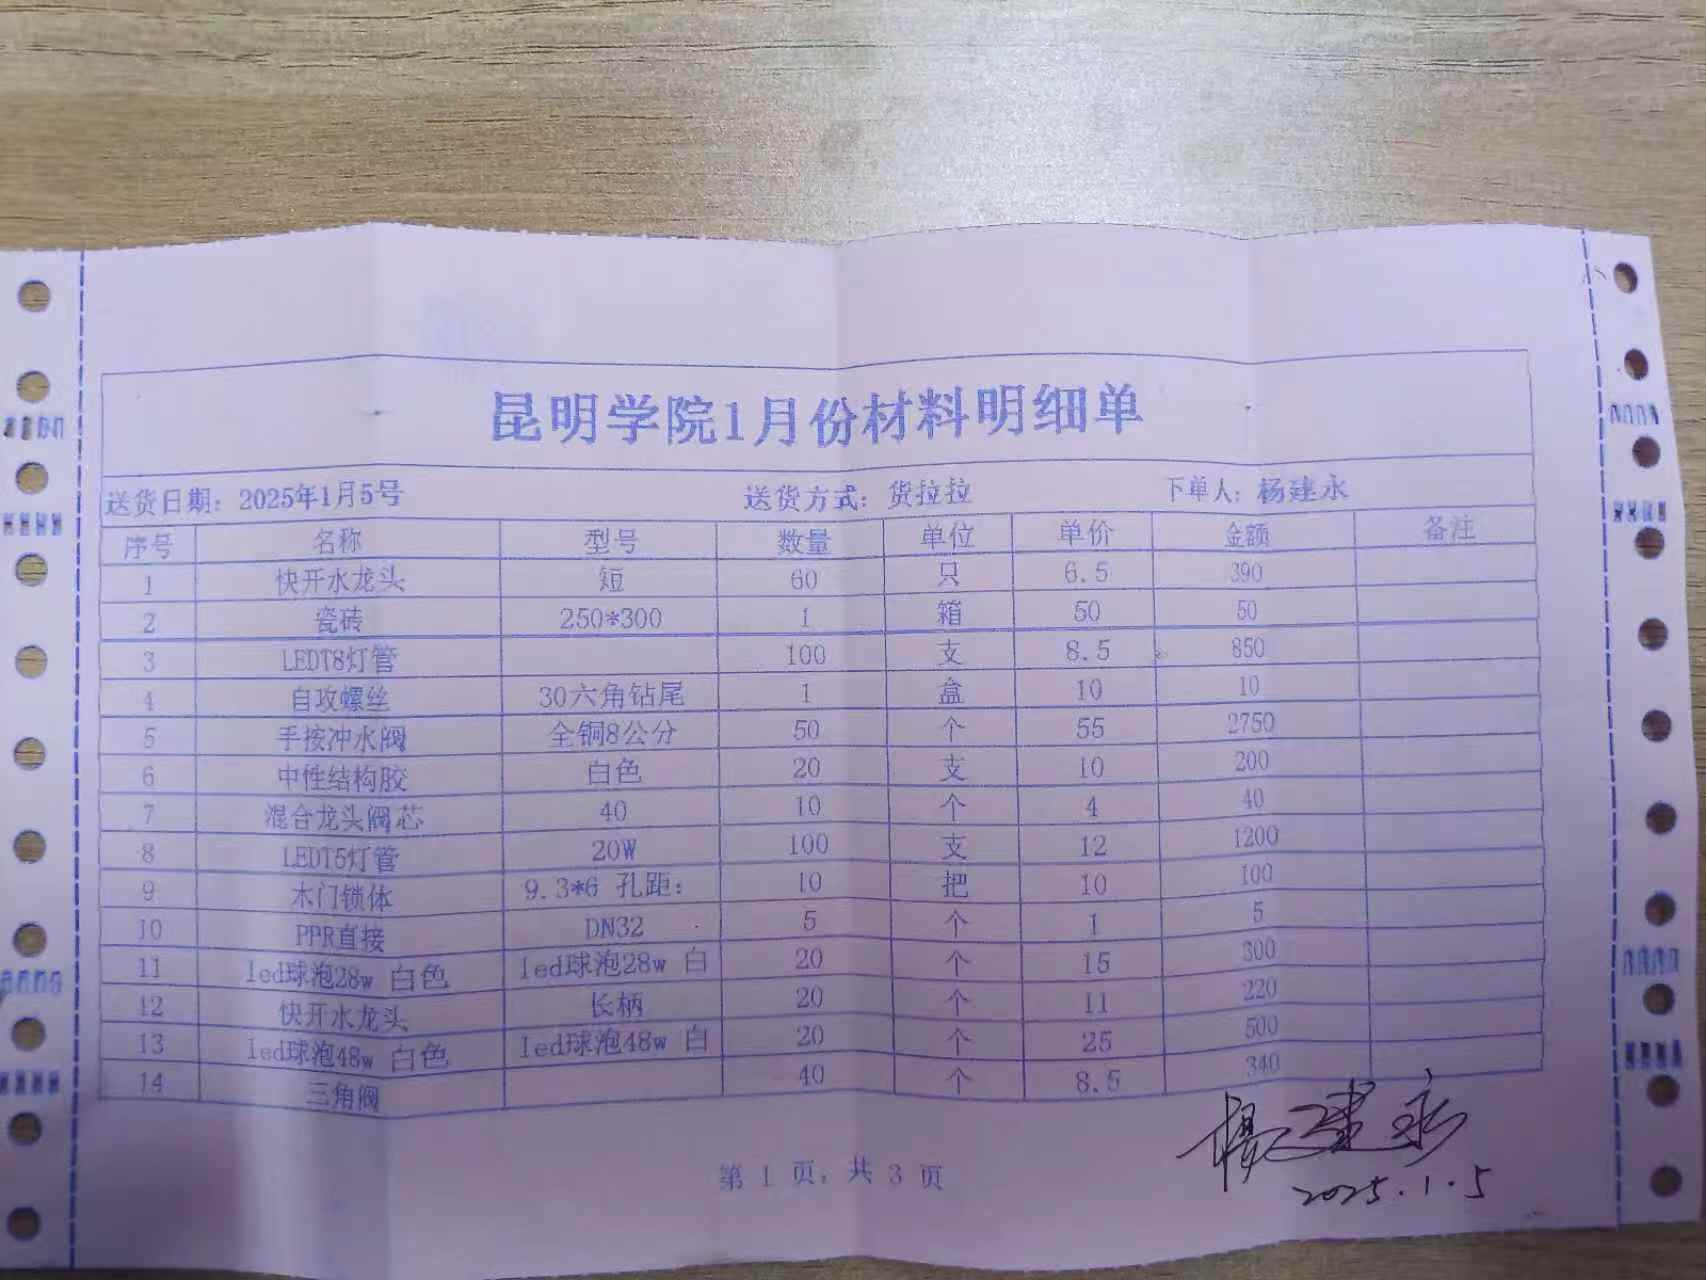 昆明学院1月份材料明细单
送货日期：2025年1月5号 送货方式：货拉拉 下单人：杨建永
序号 名称 型号 数量 单位 单价 金额 备注
1 快开水龙头 短 60 只 6.5 390
2 瓷砖 250*300 1 箱 50 50
3 LEDT8灯管 100 支 8.5 850
4 自攻螺丝 30六角钻尾 1 盒 10 10
5 手按冲水阀 全铜8公分 50 个 55 2750
6 中性结构胶 白色 20 支 10 200
7 混合龙头阀芯 40 10 个 4 40
8 LEDT5灯管 20W 100 支 12 1200
9 木门锁体 9.3*6 孔距： 10 把 10 100
10 PPR直接 DN32 5 个 1 5
11 led球泡28w 白色 led球泡28w 白 20 个 15 300
12 快开水龙头 长柄 20 个 11 220
13 led球泡48w 白色 led球泡48w 白 20 个 25 500
14 三角阀 40 个 8.5 340
杨建永
第 1 页，共 3 页
2025.1.5